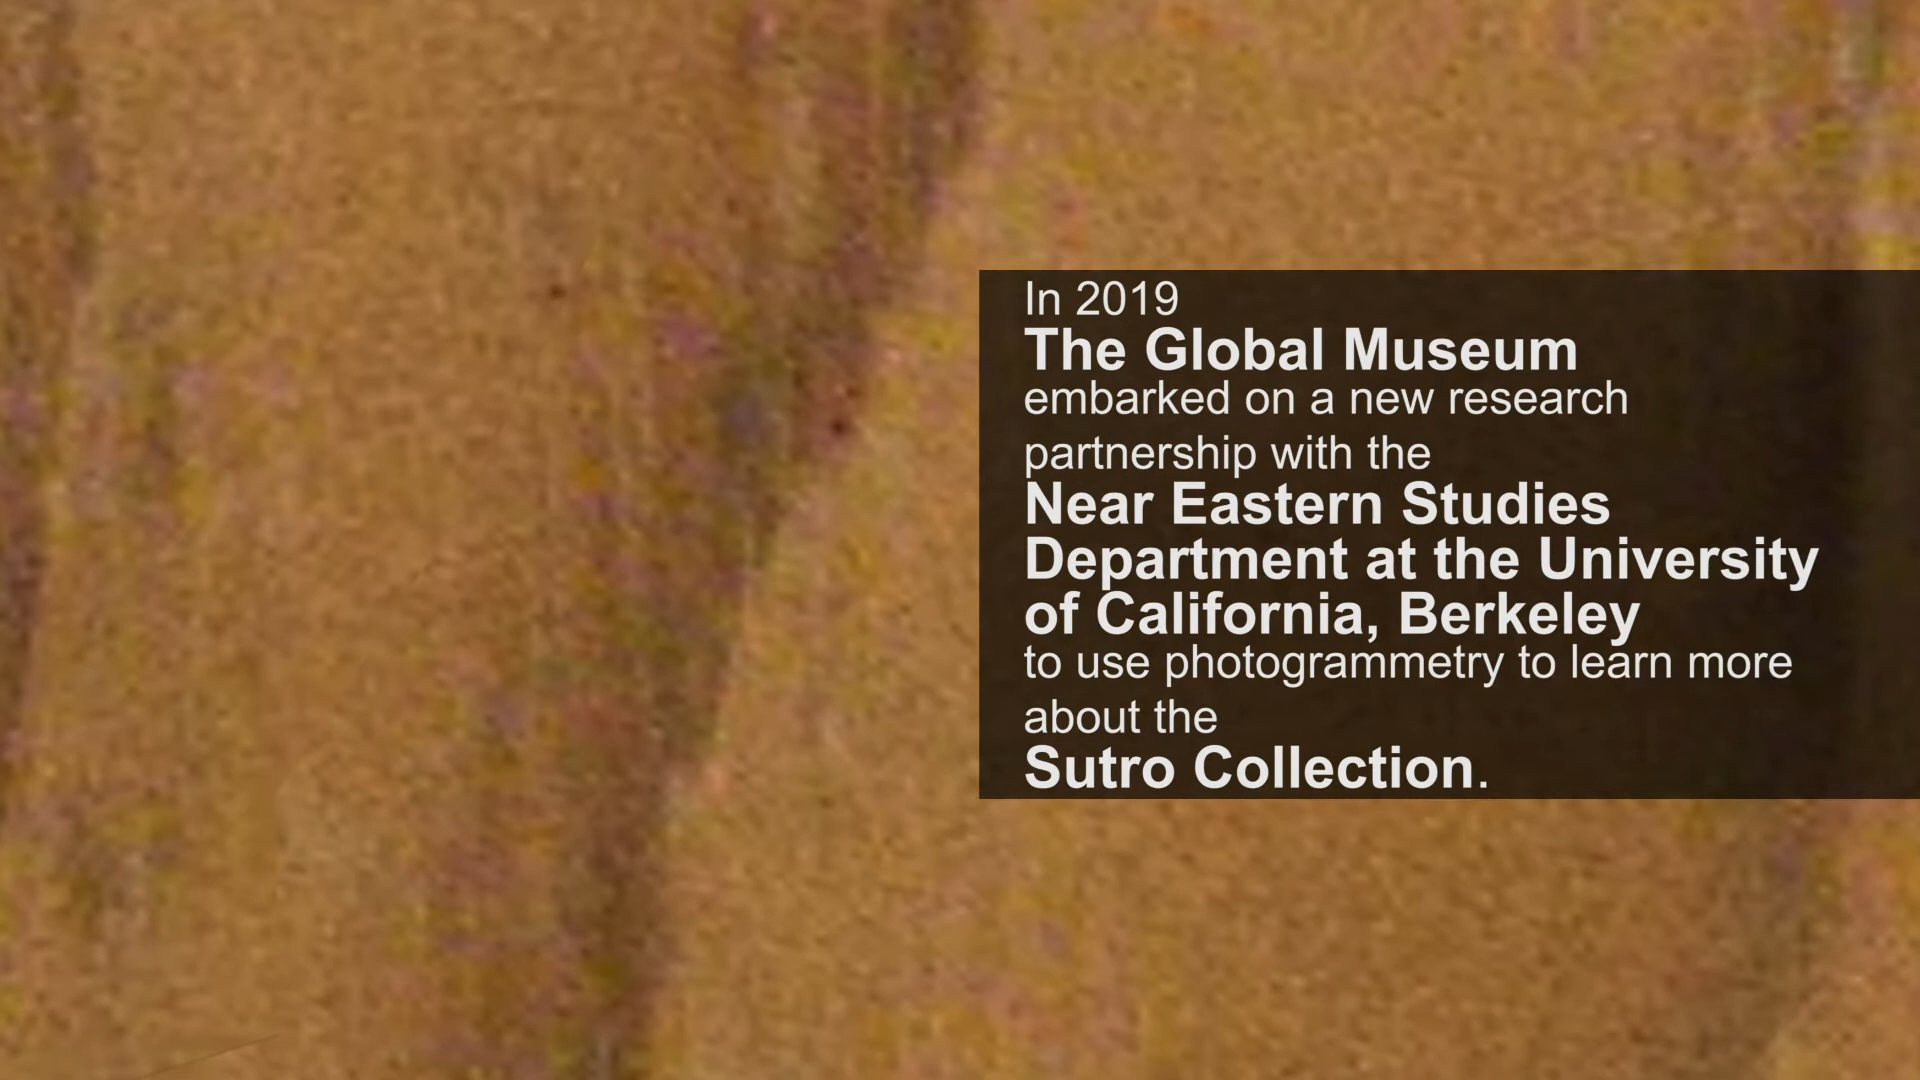 In 2019
The Global Museum
embarked on a new research
partnership with the
Near Eastern Studies
Department at the University
of California, Berkeley
to use photogrammetry to learn more
about the
Sutro Collection.